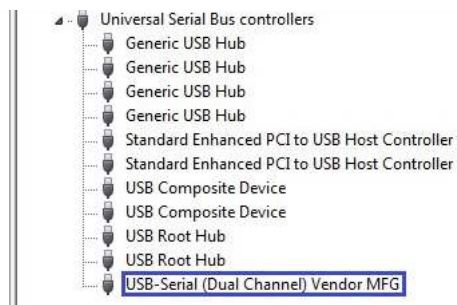 Universal Serial Bus controllers
Generic USB Hub
Generic USB Hub
Generic USB Hub
Generic USB Hub
Standard Enhanced PCI to USB Host Controller
Standard Enhanced PCI to USB Host Controller
USB Composite Device
USB Composite Device
USB Root Hub
USB Root Hub
USB-Serial (Dual Channel) Vendor MFG